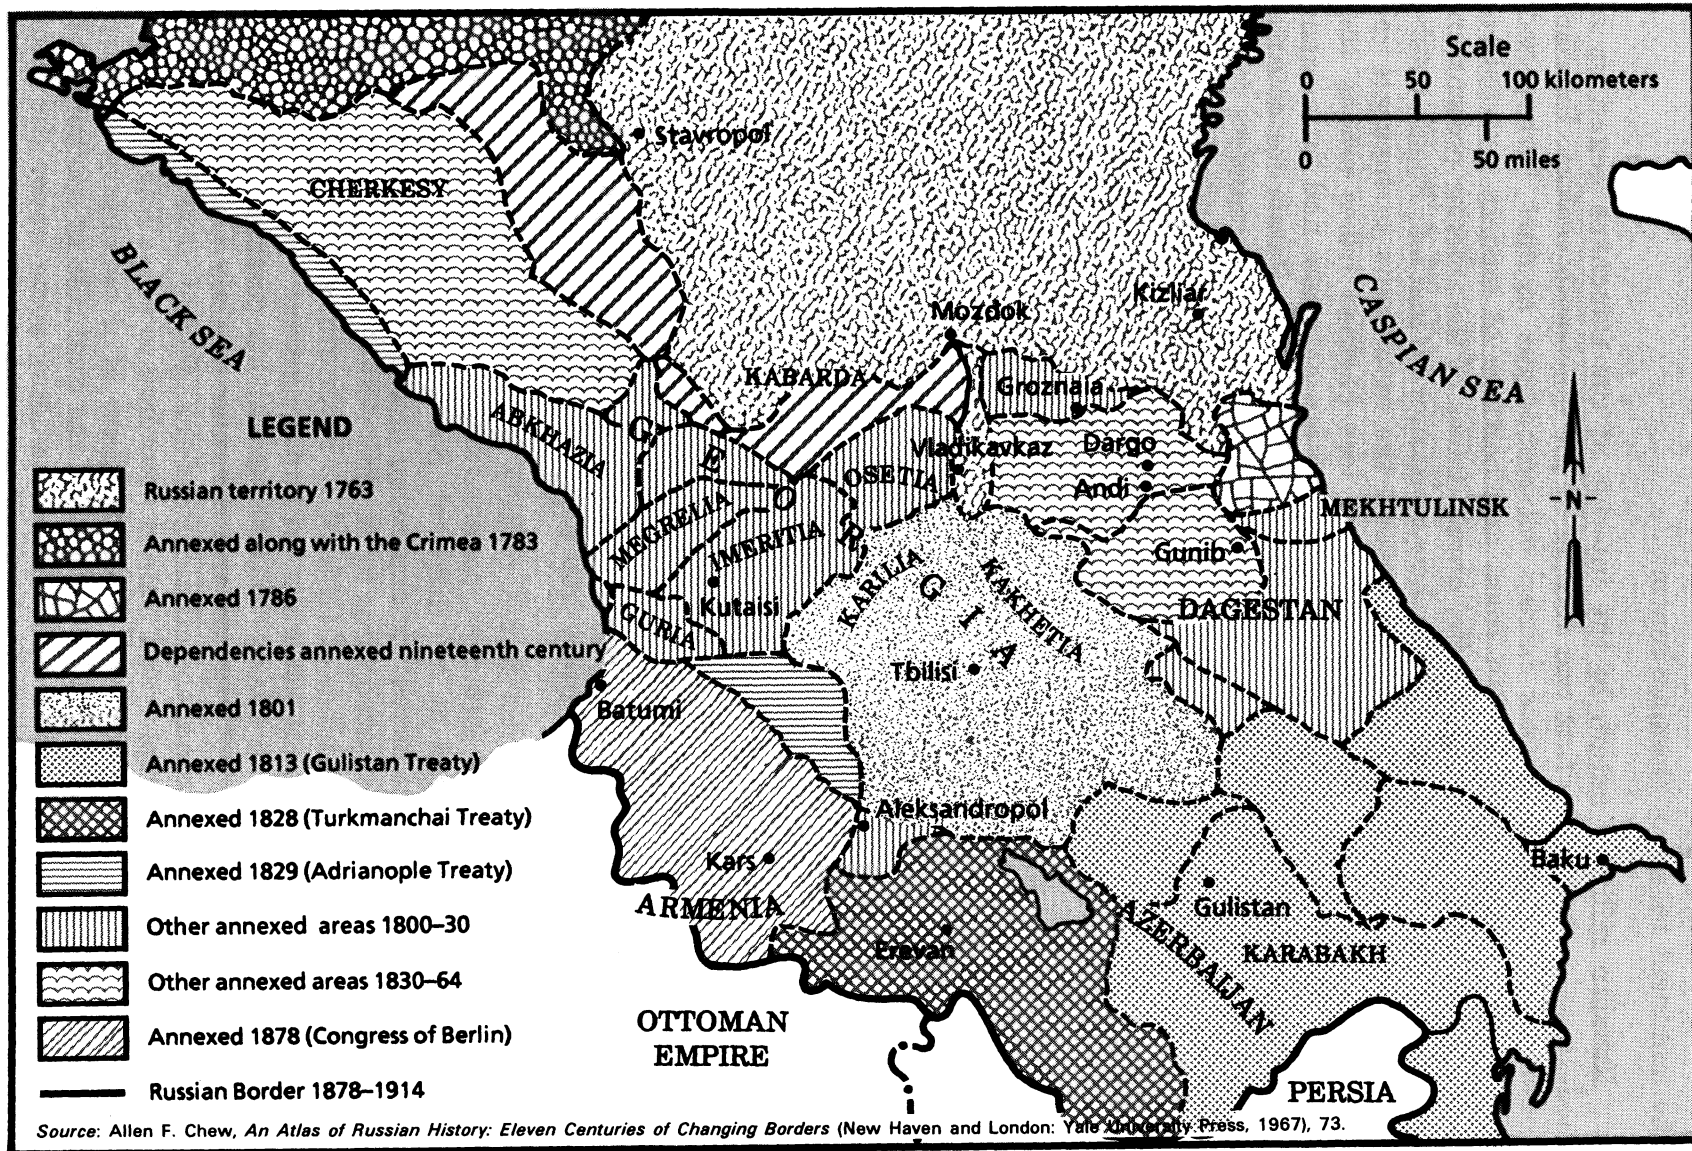 Scale
0 50 100 kilometers
0 50 miles
Stavropol
CHERKESY
BLACK SEA
CASPIAN SEA
Kizliar
Mozdok
KABARDA
Groznaia
ABKHAZIA
GEORGIA
Vladikavkaz
Dargo
OSETIA
Andi
MEGRELIA
IMERITIA
MEKHTULINSK
-N-
Gunib
KARILIA
KAKHETIA
Kutaisi
GURIA
DAGESTAN
Tbilisi
Batumi
Aleksandropol
Kars
ARMENIA
Baku
Gulistan
AZERBAIJAN
KARABAKH
Erevan
OTTOMAN
EMPIRE
PERSIA
LEGEND
Russian territory 1763
Annexed along with the Crimea 1783
Annexed 1786
Dependencies annexed nineteenth century
Annexed 1801
Annexed 1813 (Gulistan Treaty)
Annexed 1828 (Turkmanchai Treaty)
Annexed 1829 (Adrianople Treaty)
Other annexed areas 1800–30
Other annexed areas 1830–64
Annexed 1878 (Congress of Berlin)
Russian Border 1878–1914
Source: Allen F. Chew, An Atlas of Russian History: Eleven Centuries of Changing Borders (New Haven and London: Yale University Press, 1967), 73.